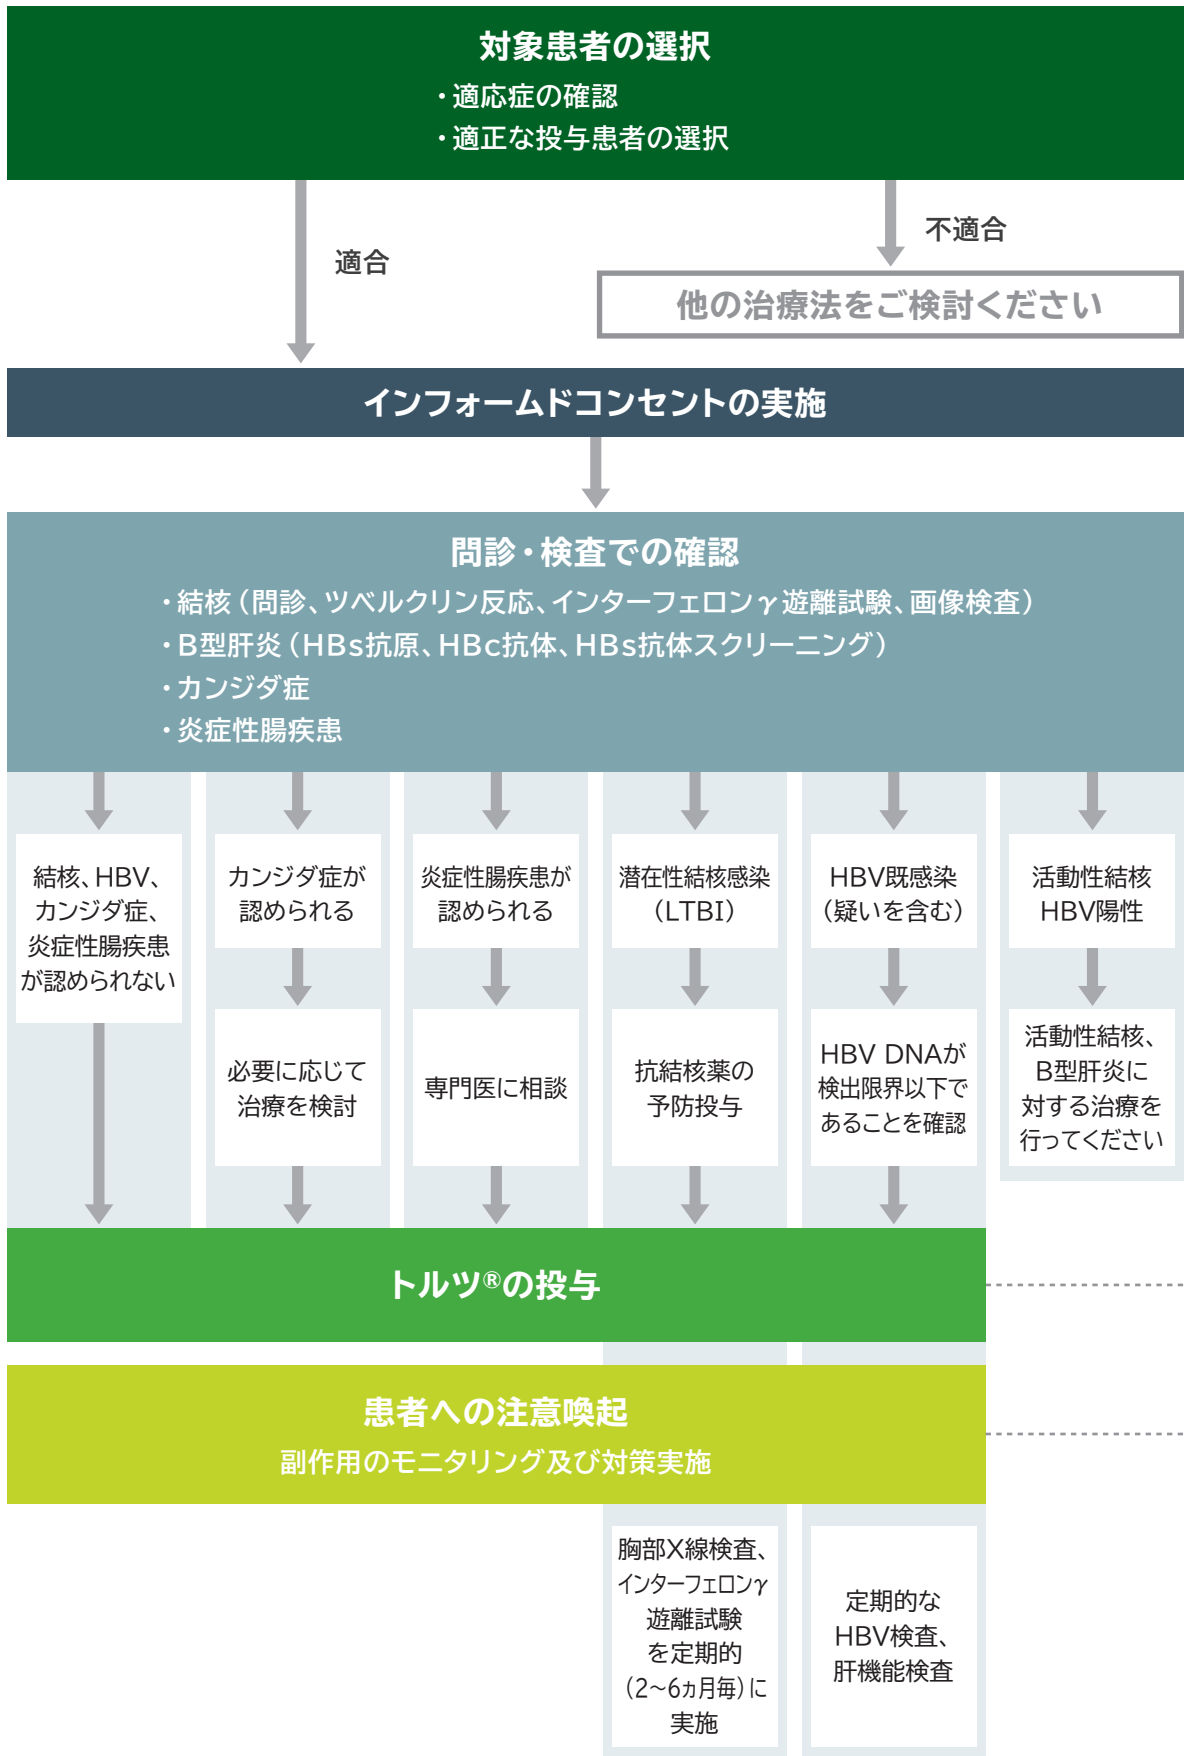 対象患者の選択
・適応症の確認
・適正な投与患者の選択
適合
不適合
他の治療法をご検討ください
インフォームドコンセントの実施
問診・検査での確認
・結核（問診、ツベルクリン反応、インターフェロンγ遊離試験、画像検査）
・B型肝炎（HBs抗原、HBc抗体、HBs抗体スクリーニング）
・カンジダ症
・炎症性腸疾患
結核、HBV、
カンジダ症、
炎症性腸疾患
が認められない
カンジダ症が
認められる
炎症性腸疾患が
認められる
潜在性結核感染
（LTBI）
HBV既感染
（疑いを含む）
活動性結核
HBV陽性
必要に応じて
治療を検討
専門医に相談
抗結核薬の
予防投与
HBV DNAが
検出限界以下で
あることを確認
活動性結核、
B型肝炎に
対する治療を
行ってください
トルツ®の投与
患者への注意喚起
副作用のモニタリング及び対策実施
胸部X線検査、
インターフェロンγ
遊離試験
を定期的
（2～6ヵ月毎）に
実施
定期的な
HBV検査、
肝機能検査